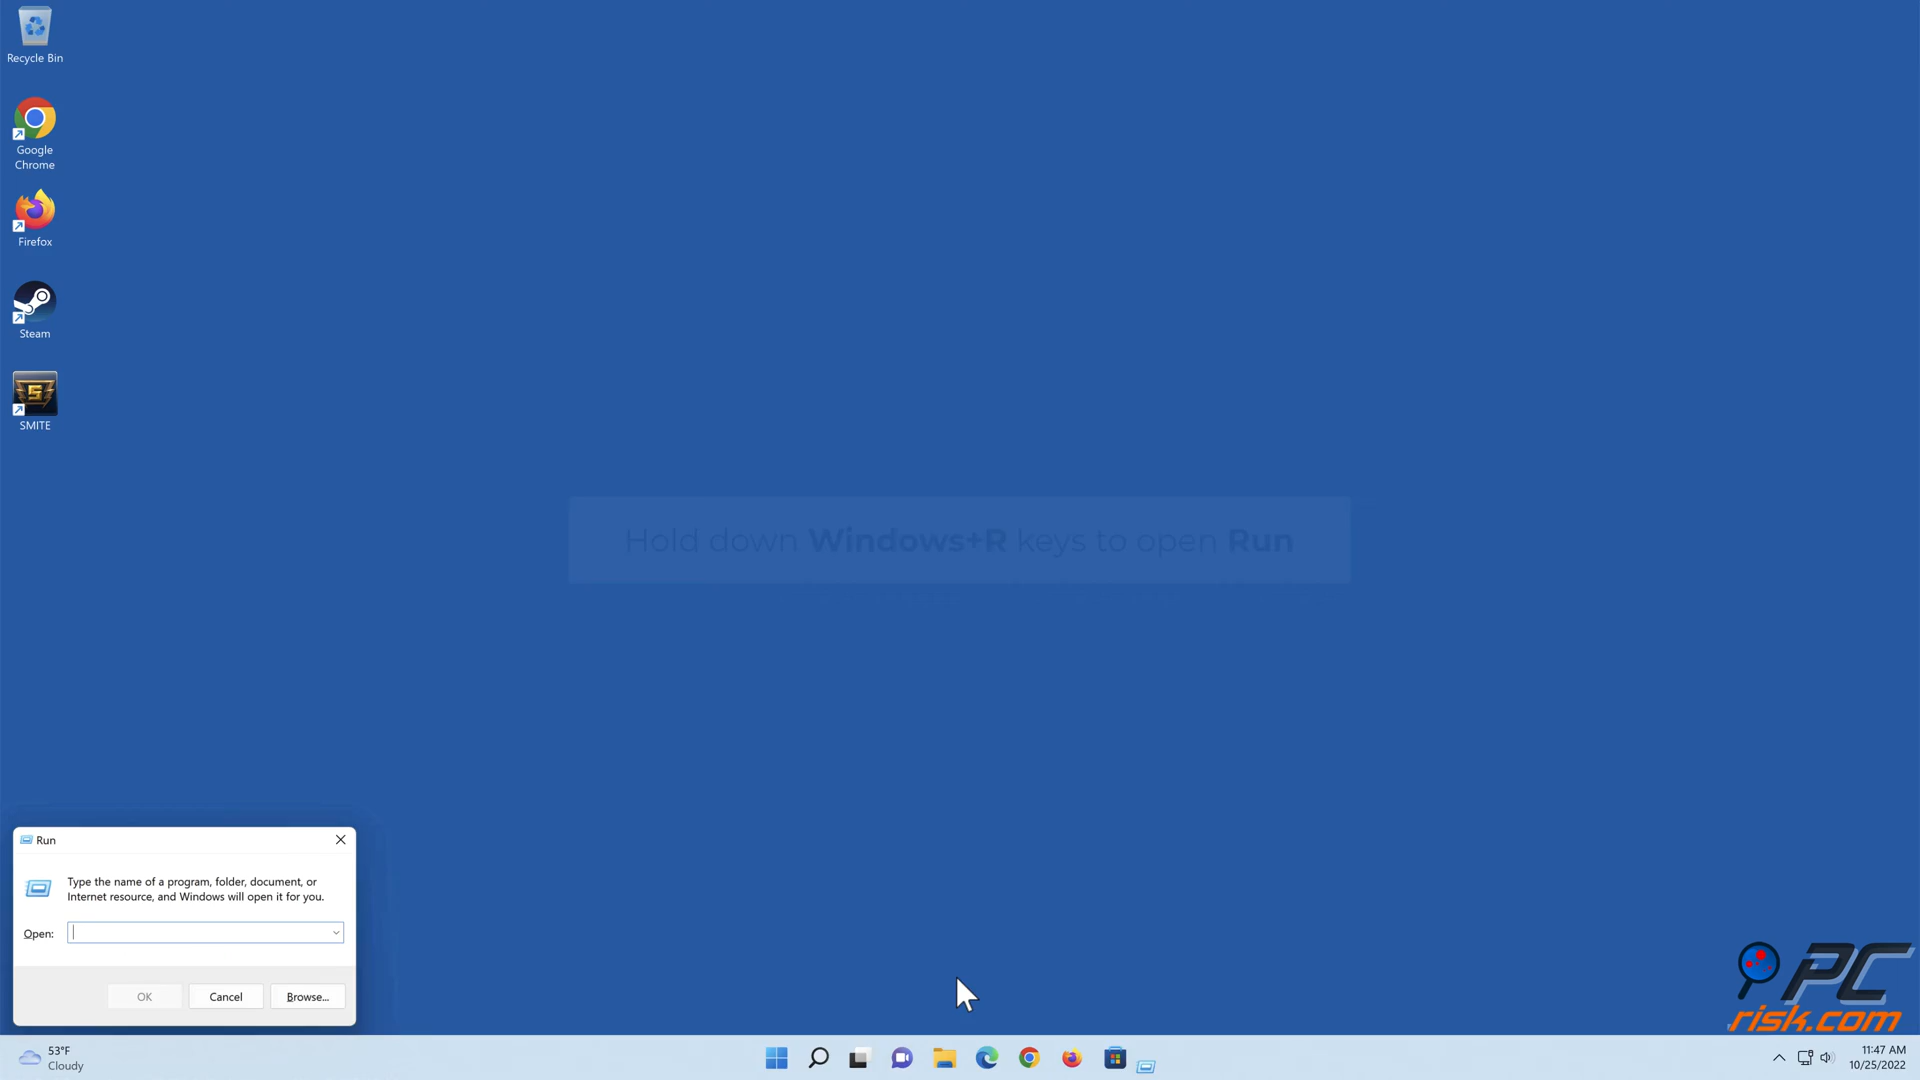 Recycle Bin
Google
Chrome
Firefox
Steam
S
SMITE
Hold down Windows+R keys to open Run
Run
Type the name of a program, folder, document, or
Internet resource, and Windows will open it for you.
Open:
OK
Cancel
Browse...
PC
risk.com
53°F
Cloudy
11:47 AM
10/25/2022